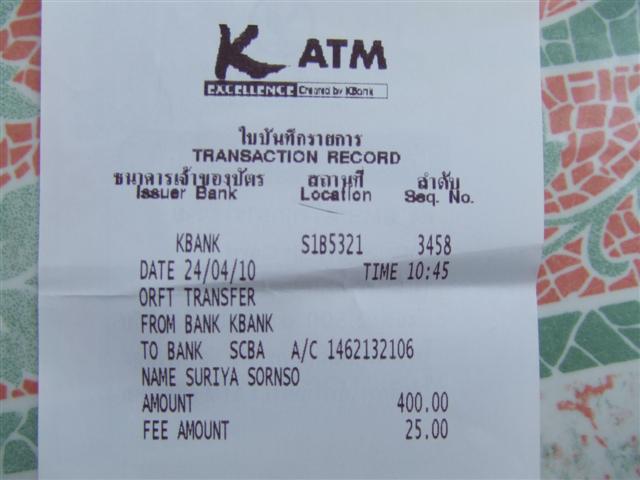 K ATM
EXCELLENCE Created by KBank
ใบบันทึกรายการ
TRANSACTION RECORD
ธนาคารเจ้าของบัตร สถานที่ ลำดับ
Issuer Bank Location Seq. No.
KBANK S1B5321 3458
DATE 24/04/10 TIME 10:45
ORFT TRANSFER
FROM BANK KBANK
TO BANK SCBA A/C 1462132106
NAME SURIYA SORNSO
AMOUNT 400.00
FEE AMOUNT 25.00